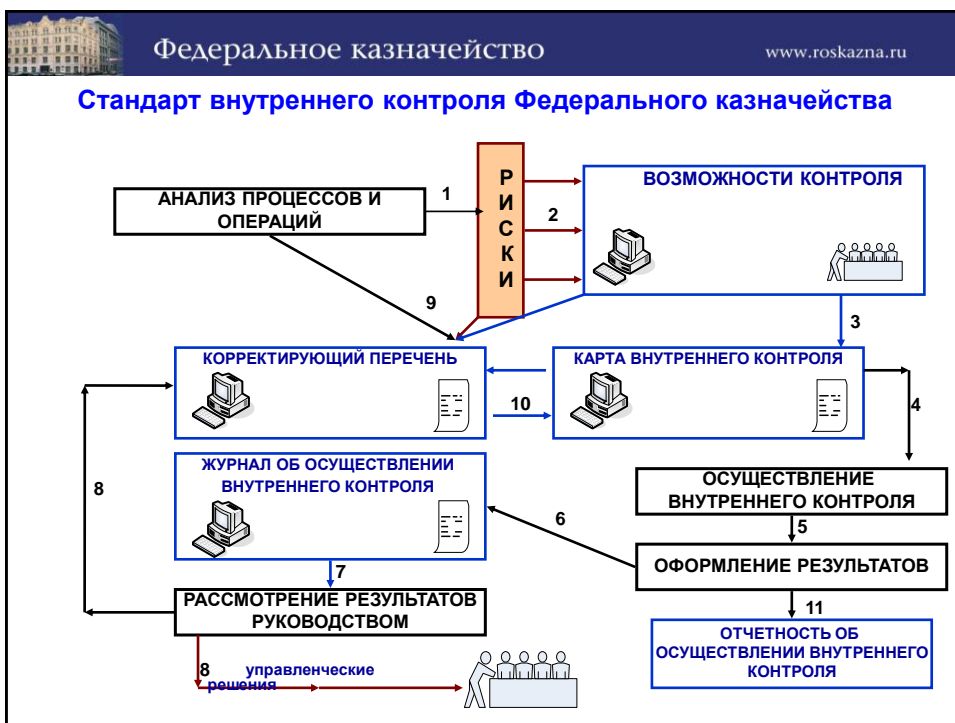 Федеральное казначейство
www.roskazna.ru
Стандарт внутреннего контроля Федерального казначейства
АНАЛИЗ ПРОЦЕССОВ И
ОПЕРАЦИЙ
1
Р
И
С
К
И
2
ВОЗМОЖНОСТИ КОНТРОЛЯ
9
3
КОРРЕКТИРУЮЩИЙ ПЕРЕЧЕНЬ
10
КАРТА ВНУТРЕННЕГО КОНТРОЛЯ
4
ЖУРНАЛ ОБ ОСУЩЕСТВЛЕНИИ
ВНУТРЕННЕГО КОНТРОЛЯ
8
6
ОСУЩЕСТВЛЕНИЕ
ВНУТРЕННЕГО КОНТРОЛЯ
5
ОФОРМЛЕНИЕ РЕЗУЛЬТАТОВ
7
РАССМОТРЕНИЕ РЕЗУЛЬТАТОВ
РУКОВОДСТВОМ
11
ОТЧЕТНОСТЬ ОБ
ОСУЩЕСТВЛЕНИИ ВНУТРЕННЕГО
КОНТРОЛЯ
8 управленческие
решения